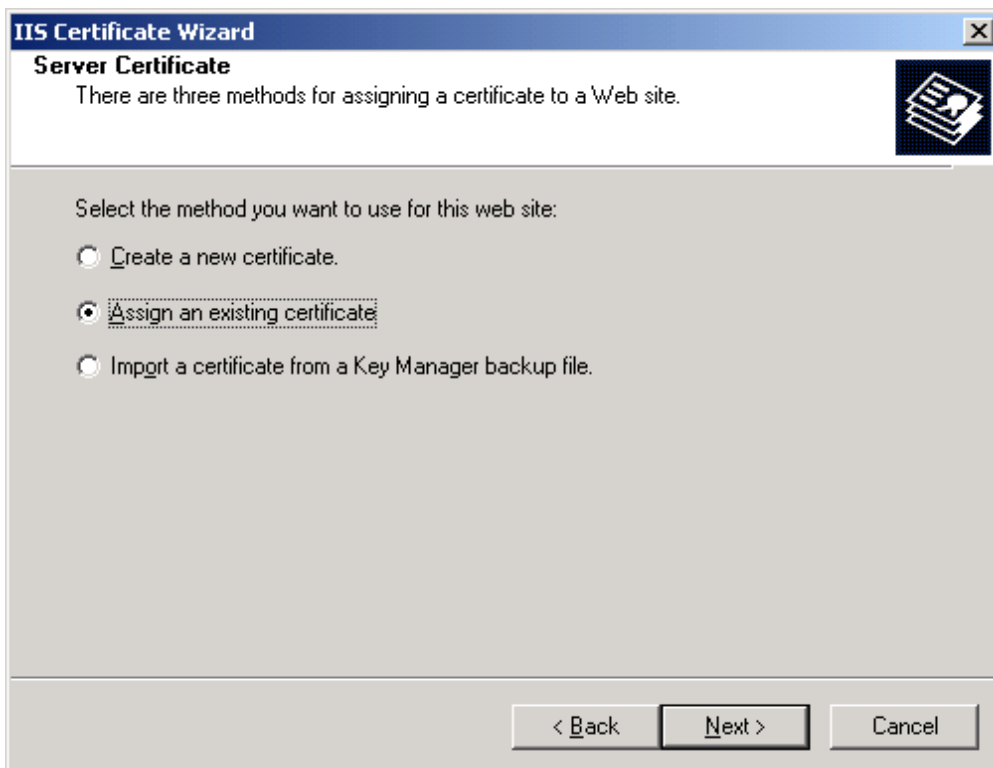 IIS Certificate Wizard
Server Certificate
There are three methods for assigning a certificate to a Web site.
Select the method you want to use for this web site:
Create a new certificate.
Assign an existing certificate
Import a certificate from a Key Manager backup file.
< Back Next > Cancel